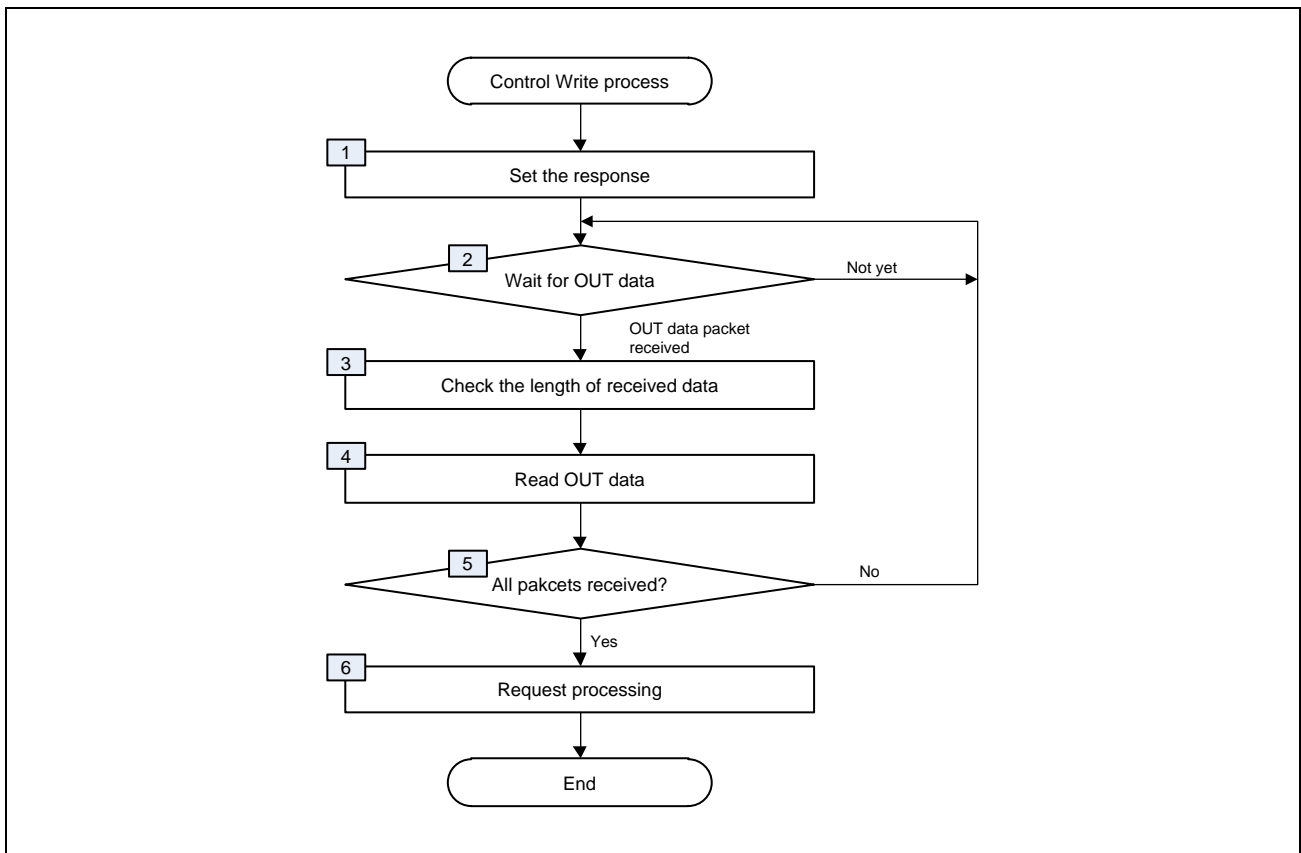 Control Write process
1
Set the response
2
Wait for OUT data
Not yet
OUT data packet
received
3
Check the length of received data
4
Read OUT data
5
All pakcets received?
No
Yes
6
Request processing
End